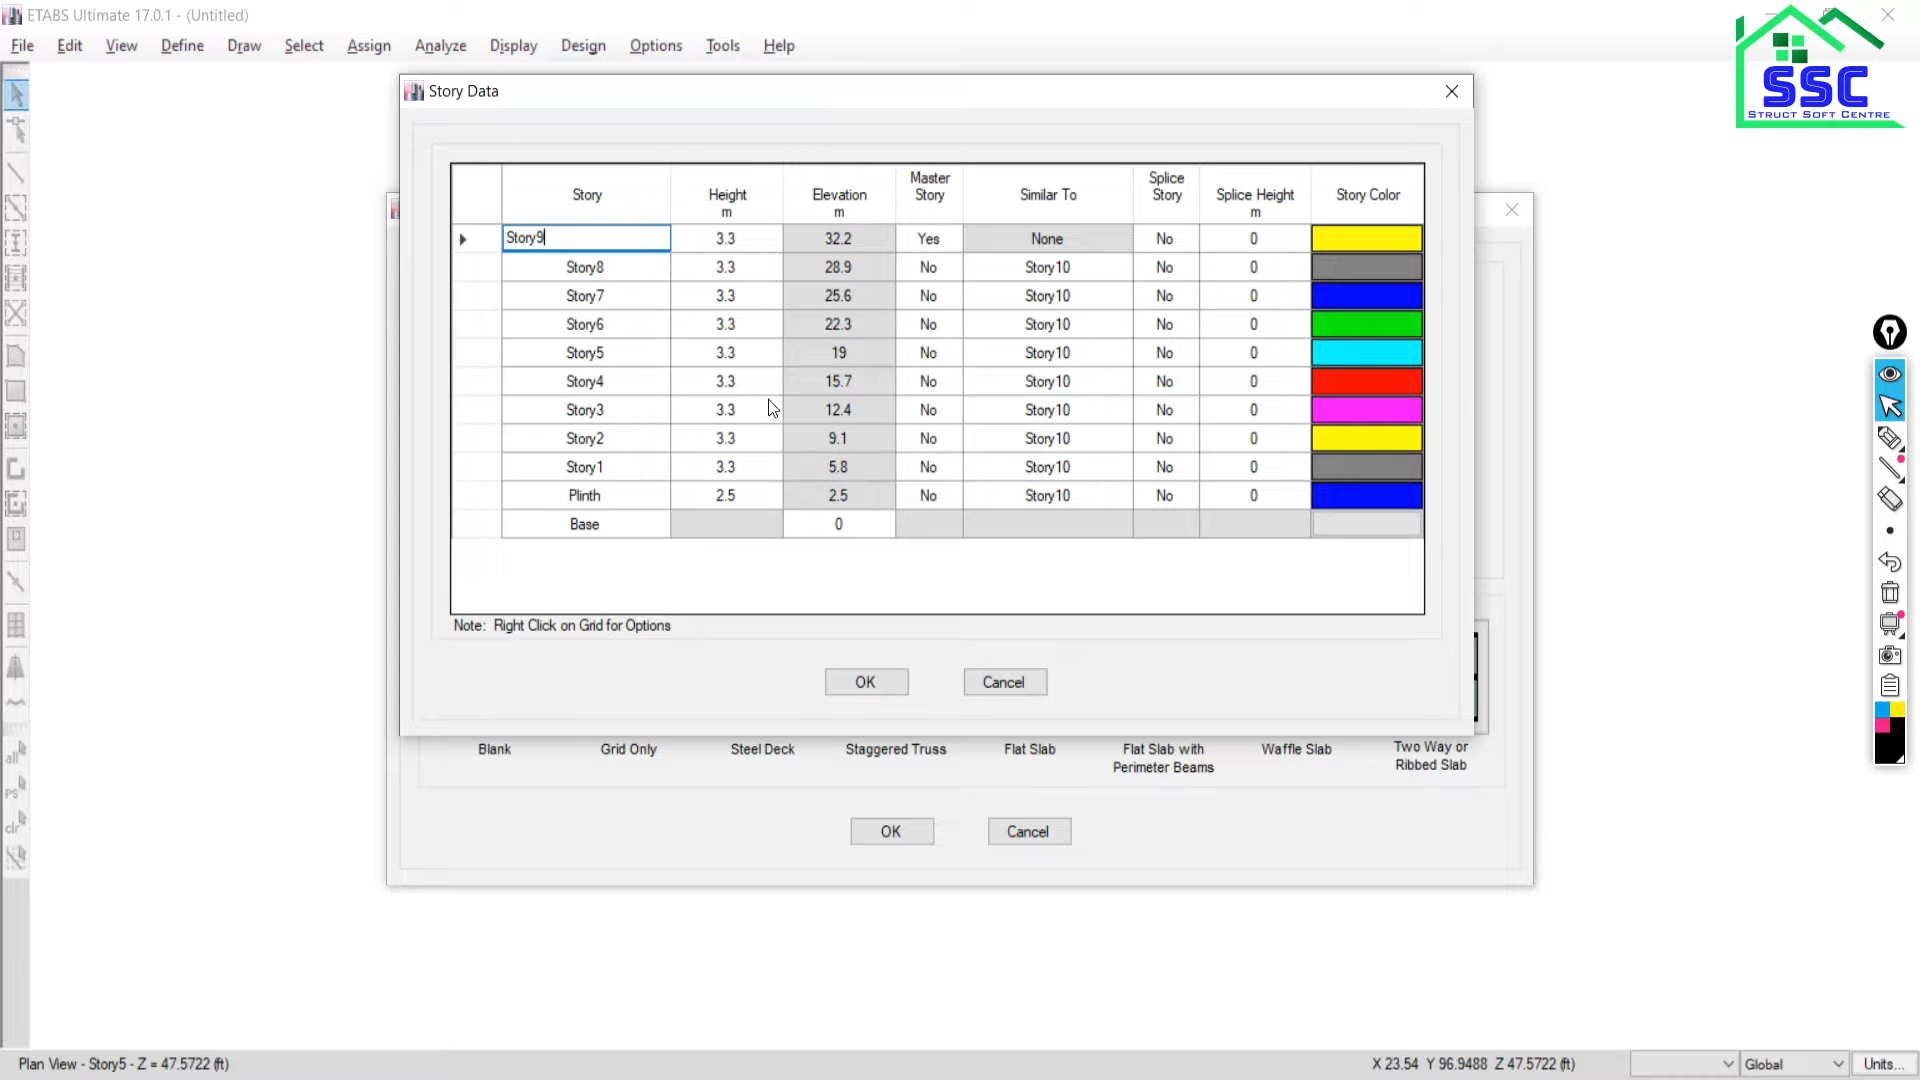 ETABS Ultimate 17.0.1 - (Untitled)
File Edit View Define Draw Select Assign Analyze Display Design Options Tools Help
SSC
STRUCT SOFT CENTRE
Story Data
Story Height m Elevation m Master Story Similar To Splice Story Splice Height m Story Color
Story9 3.3 32.2 Yes None No 0
Story8 3.3 28.9 No Story10 No 0
Story7 3.3 25.6 No Story10 No 0
Story6 3.3 22.3 No Story10 No 0
Story5 3.3 19 No Story10 No 0
Story4 3.3 15.7 No Story10 No 0
Story3 3.3 12.4 No Story10 No 0
Story2 3.3 9.1 No Story10 No 0
Story1 3.3 5.8 No Story10 No 0
Plinth 2.5 2.5 No Story10 No 0
Base 0
Note: Right Click on Grid for Options
OK Cancel
Blank Grid Only Steel Deck Staggered Truss Flat Slab Flat Slab with Perimeter Beams Waffle Slab Two Way or Ribbed Slab
OK Cancel
all
ps
clr
Plan View - Story5 - Z = 47.5722 (ft)
X 23.54 Y 96.9488 Z 47.5722 (ft)
Global
Units...